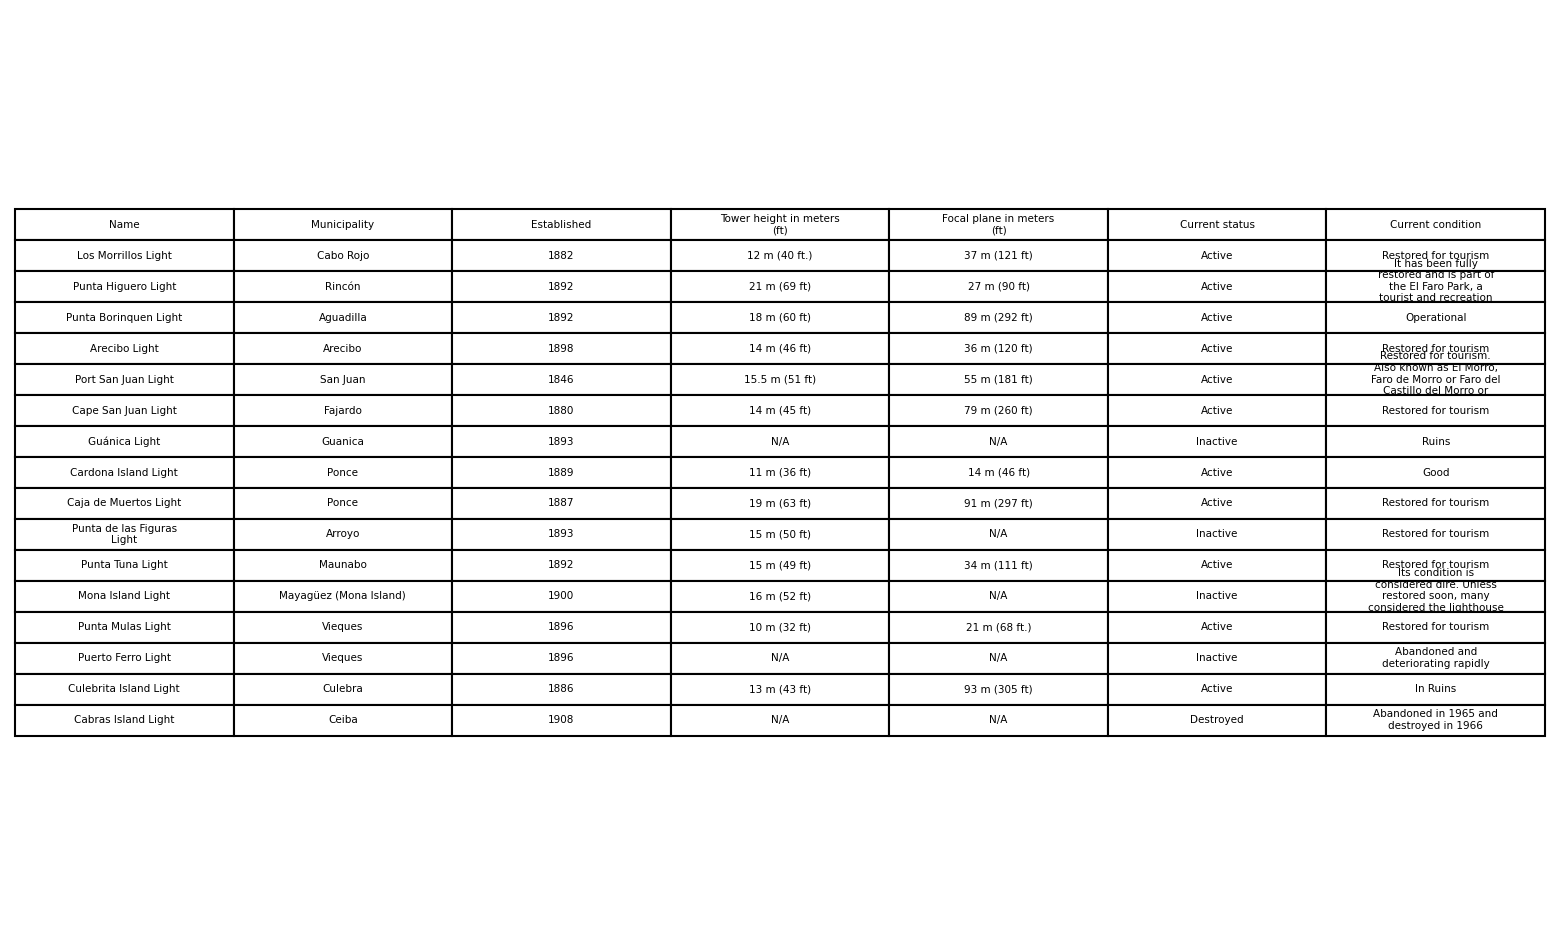 Name Municipality Established Tower height in meters (ft) Focal plane in meters (ft) Current status Current condition
Los Morrillos Light Cabo Rojo 1882 12 m (40 ft.) 37 m (121 ft) Active Restored for tourism
Punta Higuero Light Rincón 1892 21 m (69 ft) 27 m (90 ft) Active It has been fully restored and is part of the El Faro Park, a tourist and recreation
Punta Borinquen Light Aguadilla 1892 18 m (60 ft) 89 m (292 ft) Active Operational
Arecibo Light Arecibo 1898 14 m (46 ft) 36 m (120 ft) Active Restored for tourism
Port San Juan Light San Juan 1846 15.5 m (51 ft) 55 m (181 ft) Active Restored for tourism. Also known as El Morro, Faro de Morro or Faro del Castillo del Morro or
Cape San Juan Light Fajardo 1880 14 m (45 ft) 79 m (260 ft) Active Restored for tourism
Guánica Light Guanica 1893 N/A N/A Inactive Ruins
Cardona Island Light Ponce 1889 11 m (36 ft) 14 m (46 ft) Active Good
Caja de Muertos Light Ponce 1887 19 m (63 ft) 91 m (297 ft) Active Restored for tourism
Punta de las Figuras Light Arroyo 1893 15 m (50 ft) N/A Inactive Restored for tourism
Punta Tuna Light Maunabo 1892 15 m (49 ft) 34 m (111 ft) Active Restored for tourism
Mona Island Light Mayagüez (Mona Island) 1900 16 m (52 ft) N/A Inactive Its condition is considered dire. Unless restored soon, many considered the lighthouse
Punta Mulas Light Vieques 1896 10 m (32 ft) 21 m (68 ft.) Active Restored for tourism
Puerto Ferro Light Vieques 1896 N/A N/A Inactive Abandoned and deteriorating rapidly
Culebrita Island Light Culebra 1886 13 m (43 ft) 93 m (305 ft) Active In Ruins
Cabras Island Light Ceiba 1908 N/A N/A Destroyed Abandoned in 1965 and destroyed in 1966